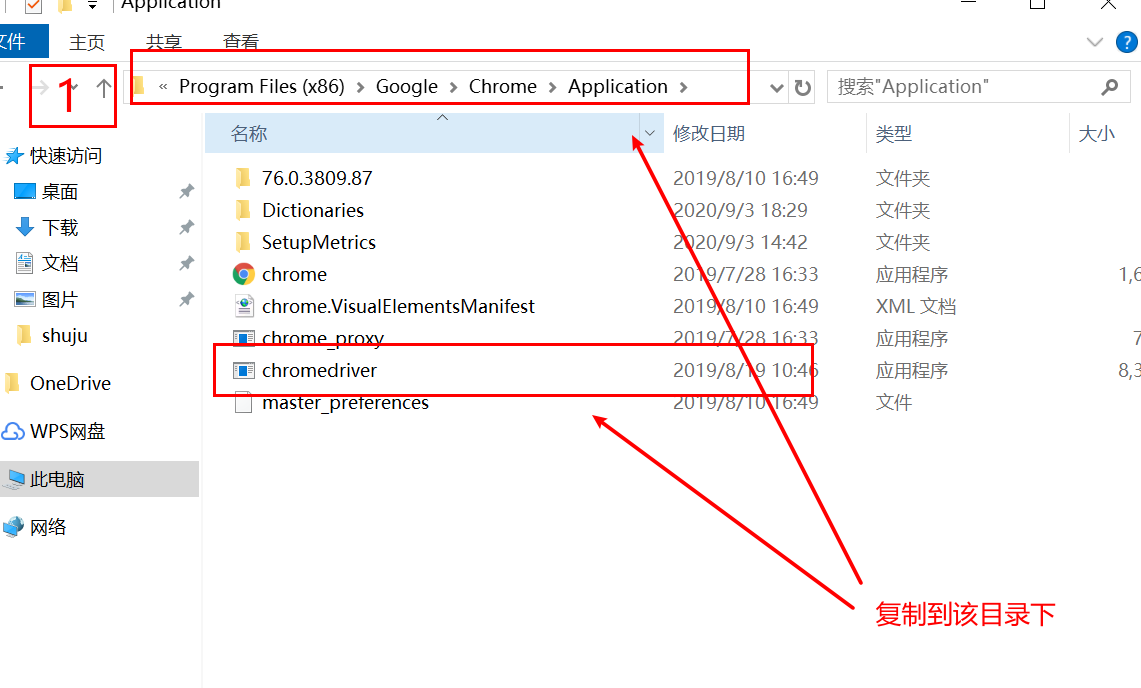 Application
文件 主页 共享 查看
1
« Program Files (x86) > Google > Chrome > Application >
搜索"Application"
名称 修改日期 类型 大小
快速访问
桌面
下载
文档
图片
shuju
OneDrive
WPS网盘
此电脑
网络
76.0.3809.87 2019/8/10 16:49 文件夹
Dictionaries 2020/9/3 18:29 文件夹
SetupMetrics 2020/9/3 14:42 文件夹
chrome 2019/7/28 16:33 应用程序 1,6
chrome.VisualElementsManifest 2019/8/10 16:49 XML 文档
chrome_proxy 2019/7/28 16:33 应用程序 7
chromedriver 2019/8/19 10:46 应用程序 8,3
master_preferences 2019/8/10 16:49 文件
复制到该目录下